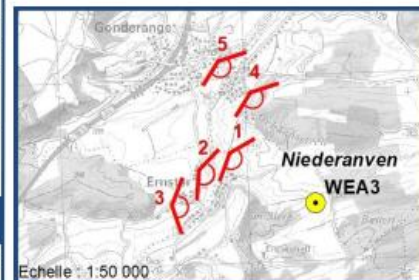 Gonderange
5
4
1
2
3
Ernster
Niederanven
WEA3
Echelle : 1:50 000